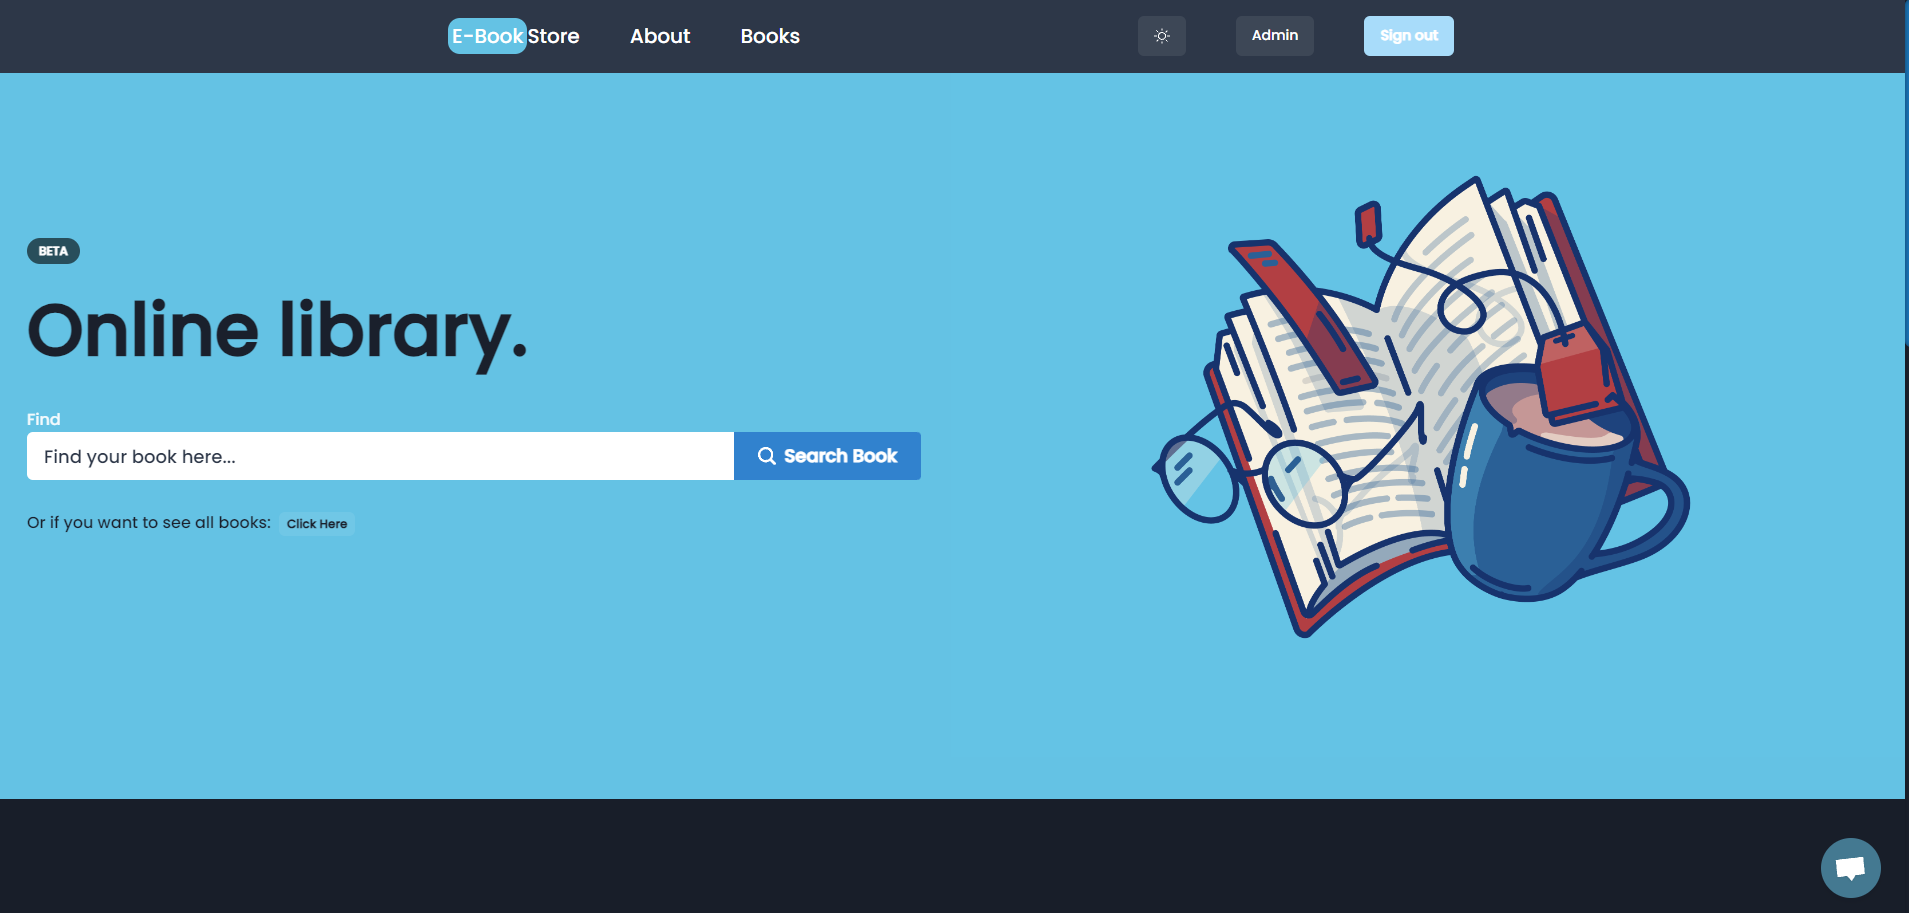 E-Book Store About Books Admin Sign out
BETA
Online library.
Find
Find your book here...
Search Book
Or if you want to see all books: Click Here